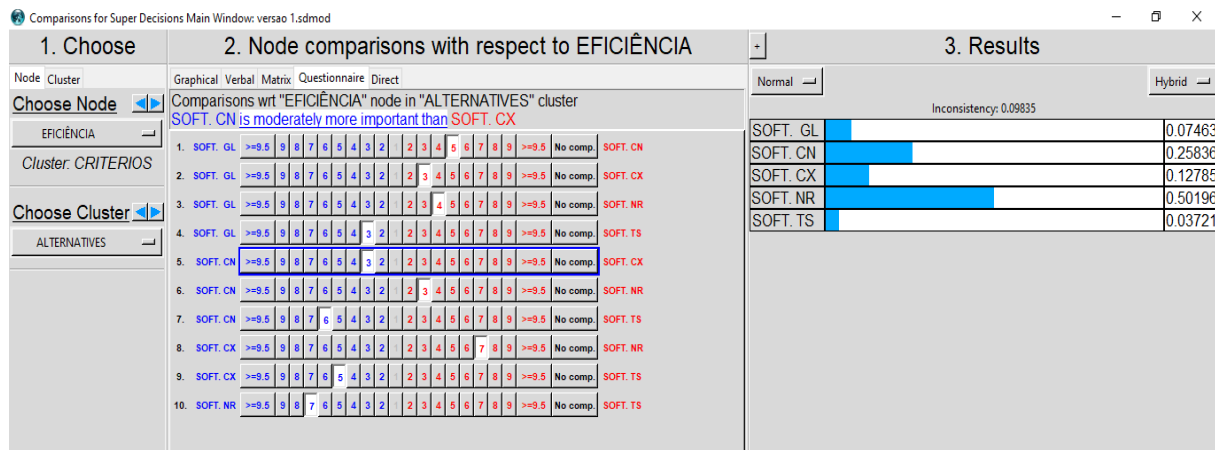 Comparisons for Super Decisions Main Window: versao 1.sdmod
1. Choose
2. Node comparisons with respect to EFICIÊNCIA
+
3. Results
Node Cluster
Choose Node
EFICIÊNCIA
Cluster: CRITERIOS
Choose Cluster
ALTERNATIVES
Graphical Verbal Matrix Questionnaire Direct
Comparisons wrt "EFICIÊNCIA" node in "ALTERNATIVES" cluster
SOFT. CN is moderately more important than SOFT. CX
1. SOFT. GL >=9.5 9 8 7 6 5 4 3 2 1 2 3 4 5 6 7 8 9 >=9.5 No comp. SOFT. CN
2. SOFT. GL >=9.5 9 8 7 6 5 4 3 2 1 2 3 4 5 6 7 8 9 >=9.5 No comp. SOFT. CX
3. SOFT. GL >=9.5 9 8 7 6 5 4 3 2 1 2 3 4 5 6 7 8 9 >=9.5 No comp. SOFT. NR
4. SOFT. GL >=9.5 9 8 7 6 5 4 3 2 1 2 3 4 5 6 7 8 9 >=9.5 No comp. SOFT. TS
5. SOFT. CN >=9.5 9 8 7 6 5 4 3 2 1 2 3 4 5 6 7 8 9 >=9.5 No comp. SOFT. CX
6. SOFT. CN >=9.5 9 8 7 6 5 4 3 2 1 2 3 4 5 6 7 8 9 >=9.5 No comp. SOFT. NR
7. SOFT. CN >=9.5 9 8 7 6 5 4 3 2 1 2 3 4 5 6 7 8 9 >=9.5 No comp. SOFT. TS
8. SOFT. CX >=9.5 9 8 7 6 5 4 3 2 1 2 3 4 5 6 7 8 9 >=9.5 No comp. SOFT. NR
9. SOFT. CX >=9.5 9 8 7 6 5 4 3 2 1 2 3 4 5 6 7 8 9 >=9.5 No comp. SOFT. TS
10. SOFT. NR >=9.5 9 8 7 6 5 4 3 2 1 2 3 4 5 6 7 8 9 >=9.5 No comp. SOFT. TS
Normal
Hybrid
Inconsistency: 0.09835
SOFT. GL 0.07463
SOFT. CN 0.25836
SOFT. CX 0.12785
SOFT. NR 0.50196
SOFT. TS 0.03721